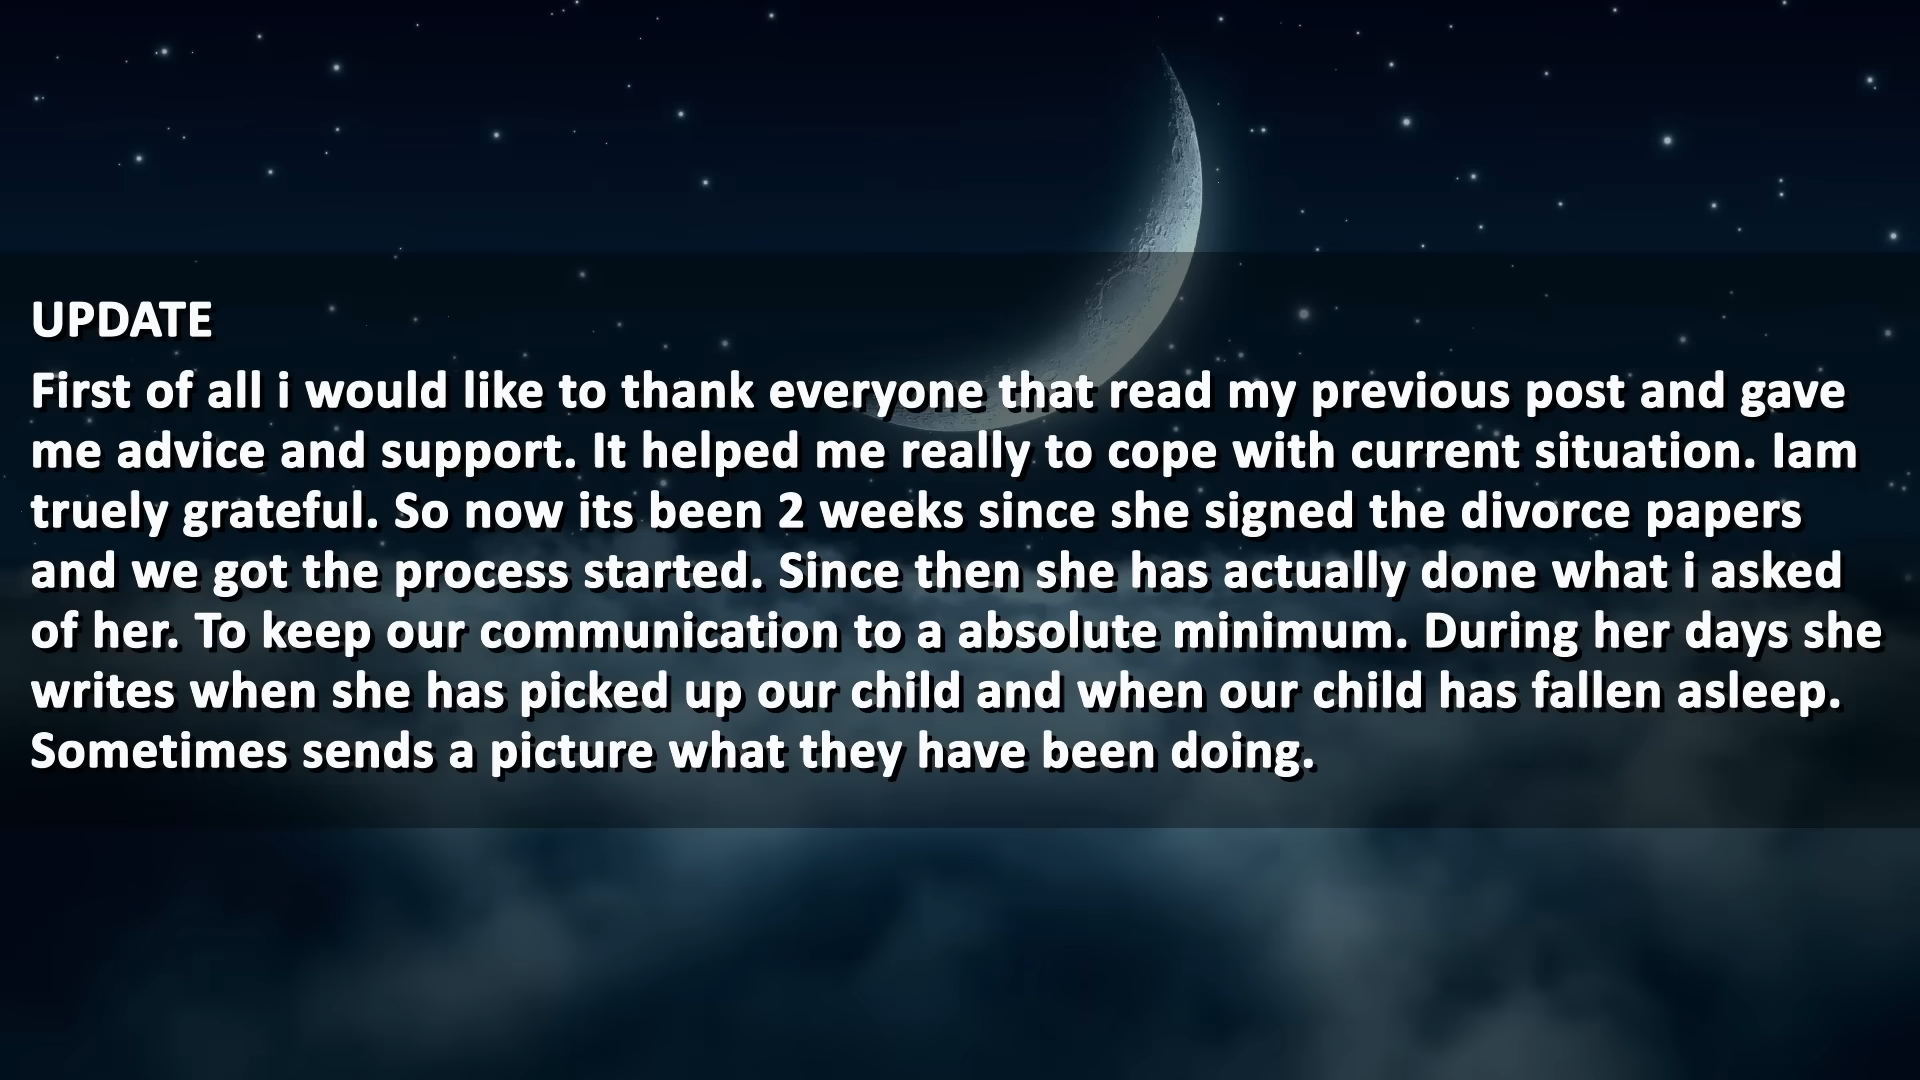 UPDATE
First of all i would like to thank everyone that read my previous post and gave
me advice and support. It helped me really to cope with current situation. Iam
truely grateful. So now its been 2 weeks since she signed the divorce papers
and we got the process started. Since then she has actually done what i asked
of her. To keep our communication to a absolute minimum. During her days she
writes when she has picked up our child and when our child has fallen asleep.
Sometimes sends a picture what they have been doing.